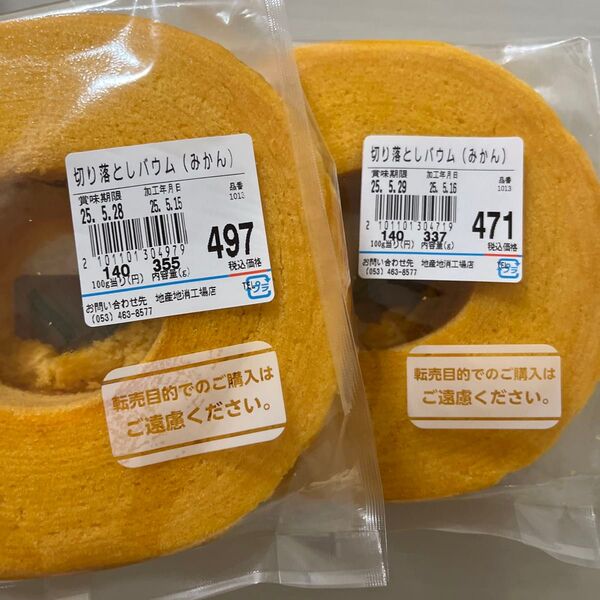 切り落としバウム（みかん）
賞味期限 加工年月日 品番
25. 5.28 25. 5.15 1013
2 101101 304979
497
140 355
100g当り(円) 内容量(g) 税込価格
プラ
お問い合わせ先 地産地消工場店
(053) 463-8577
転売目的でのご購入は
ご遠慮ください。
切り落としバウム（みかん）
賞味期限 加工年月日 品番
25. 5.29 25. 5.16 1013
2 101101 304719
471
140 337
100g当り(円) 内容量(g) 税込価格
プラ
お問い合わせ先 地産地消工場店
(053) 463-8577
転売目的でのご購入は
ご遠慮ください。